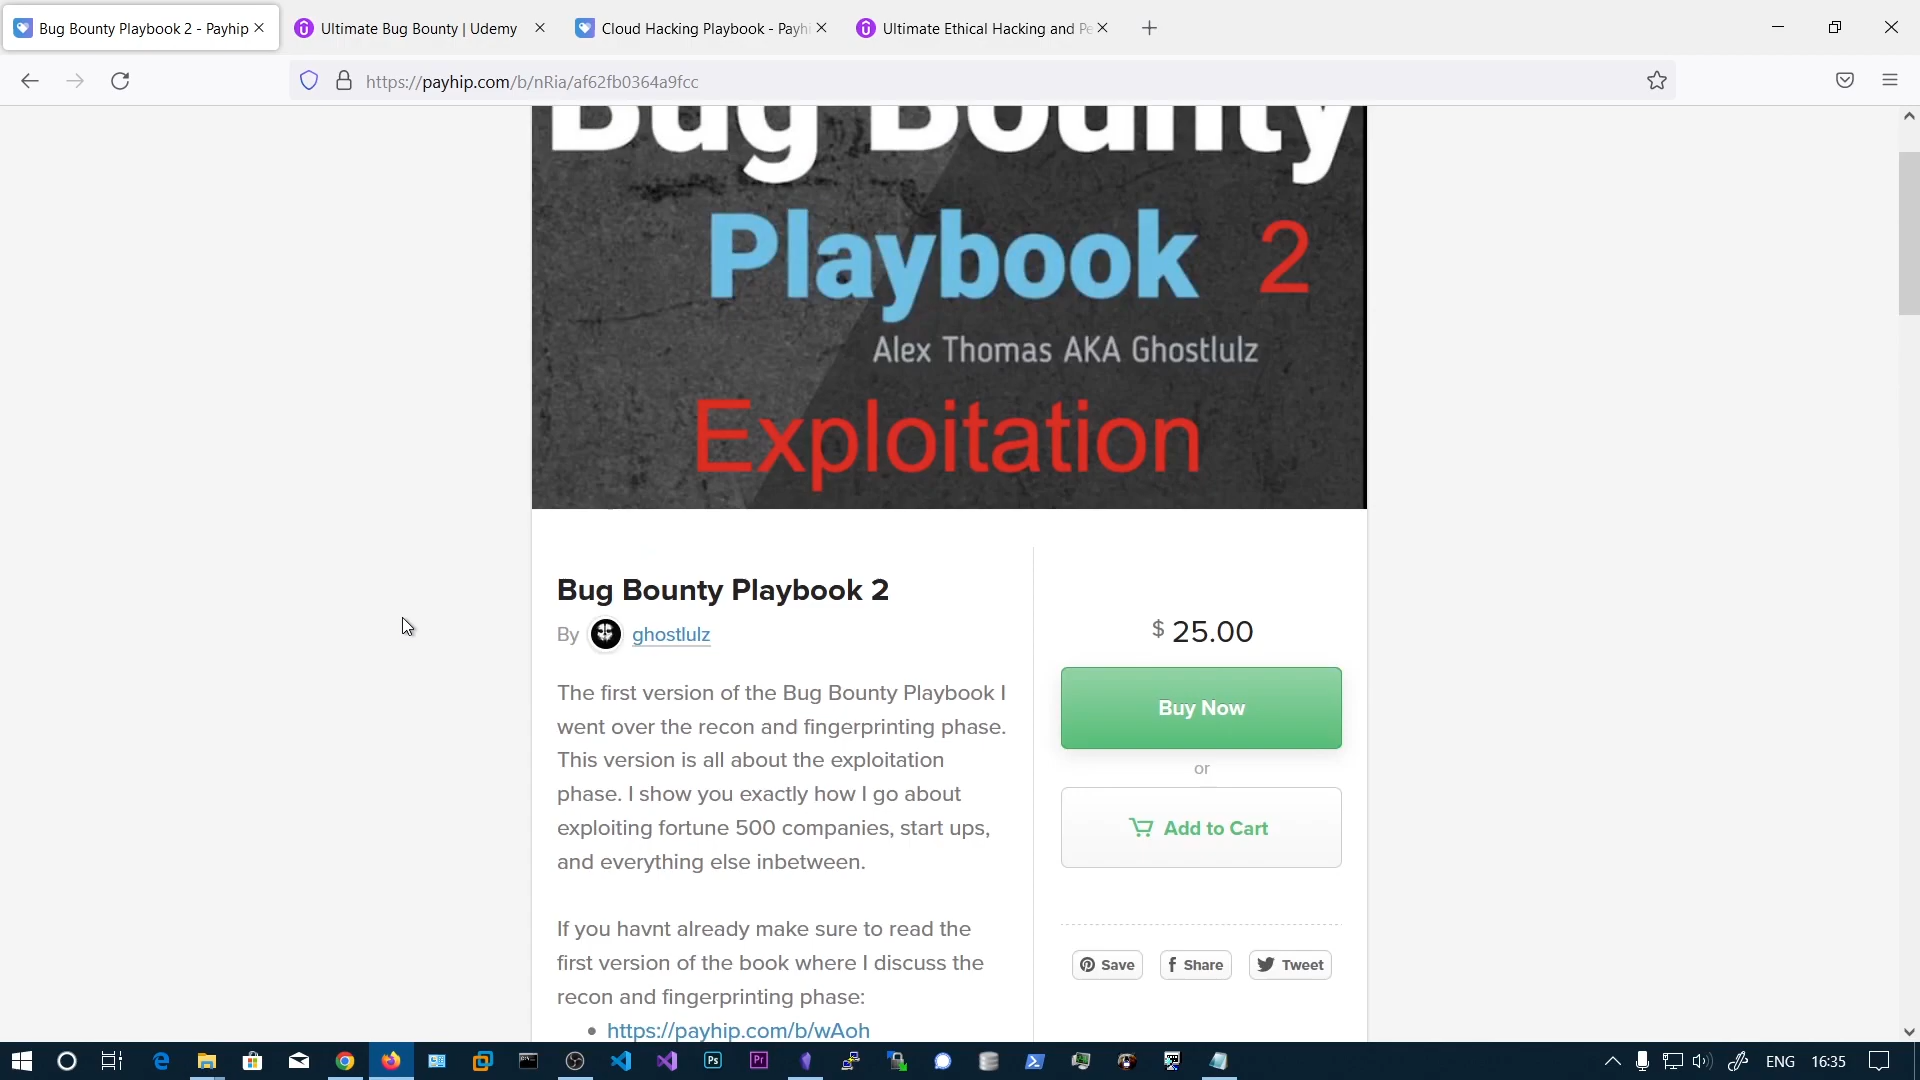 Bug Bounty Playbook 2 - Payhip
Ultimate Bug Bounty | Udemy
Cloud Hacking Playbook - Payhi
Ultimate Ethical Hacking and Pe
https://payhip.com/b/nRia/af62fb0364a9fcc
Bug Bounty
Playbook 2
Alex Thomas AKA Ghostlulz
Exploitation
Bug Bounty Playbook 2
By ghostlulz
The first version of the Bug Bounty Playbook I
went over the recon and fingerprinting phase.
This version is all about the exploitation
phase. I show you exactly how I go about
exploiting fortune 500 companies, start ups,
and everything else inbetween.
If you havnt already make sure to read the
first version of the book where I discuss the
recon and fingerprinting phase:
• https://payhip.com/b/wAoh
$ 25.00
Buy Now
or
Add to Cart
Save
Share
Tweet
Ps
Pr
ENG
16:35